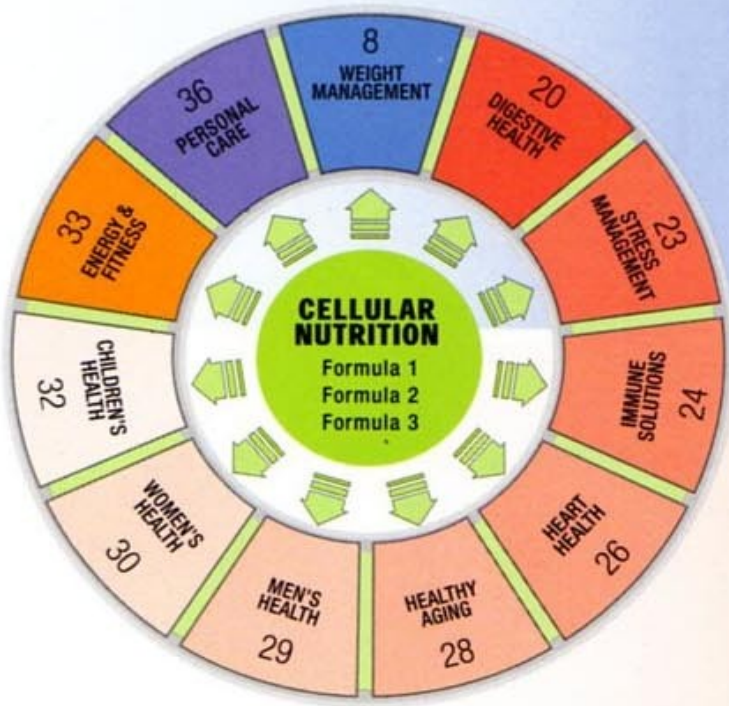 8
WEIGHT
MANAGEMENT
20
DIGESTIVE
HEALTH
23
STRESS
MANAGEMENT
24
IMMUNE
SOLUTIONS
HEART
HEALTH
26
HEALTHY
AGING
28
MEN'S
HEALTH
29
WOMEN'S
HEALTH
30
CHILDREN'S
HEALTH
32
33
ENERGY &
FITNESS
36
PERSONAL
CARE
CELLULAR
NUTRITION
Formula 1
Formula 2
Formula 3